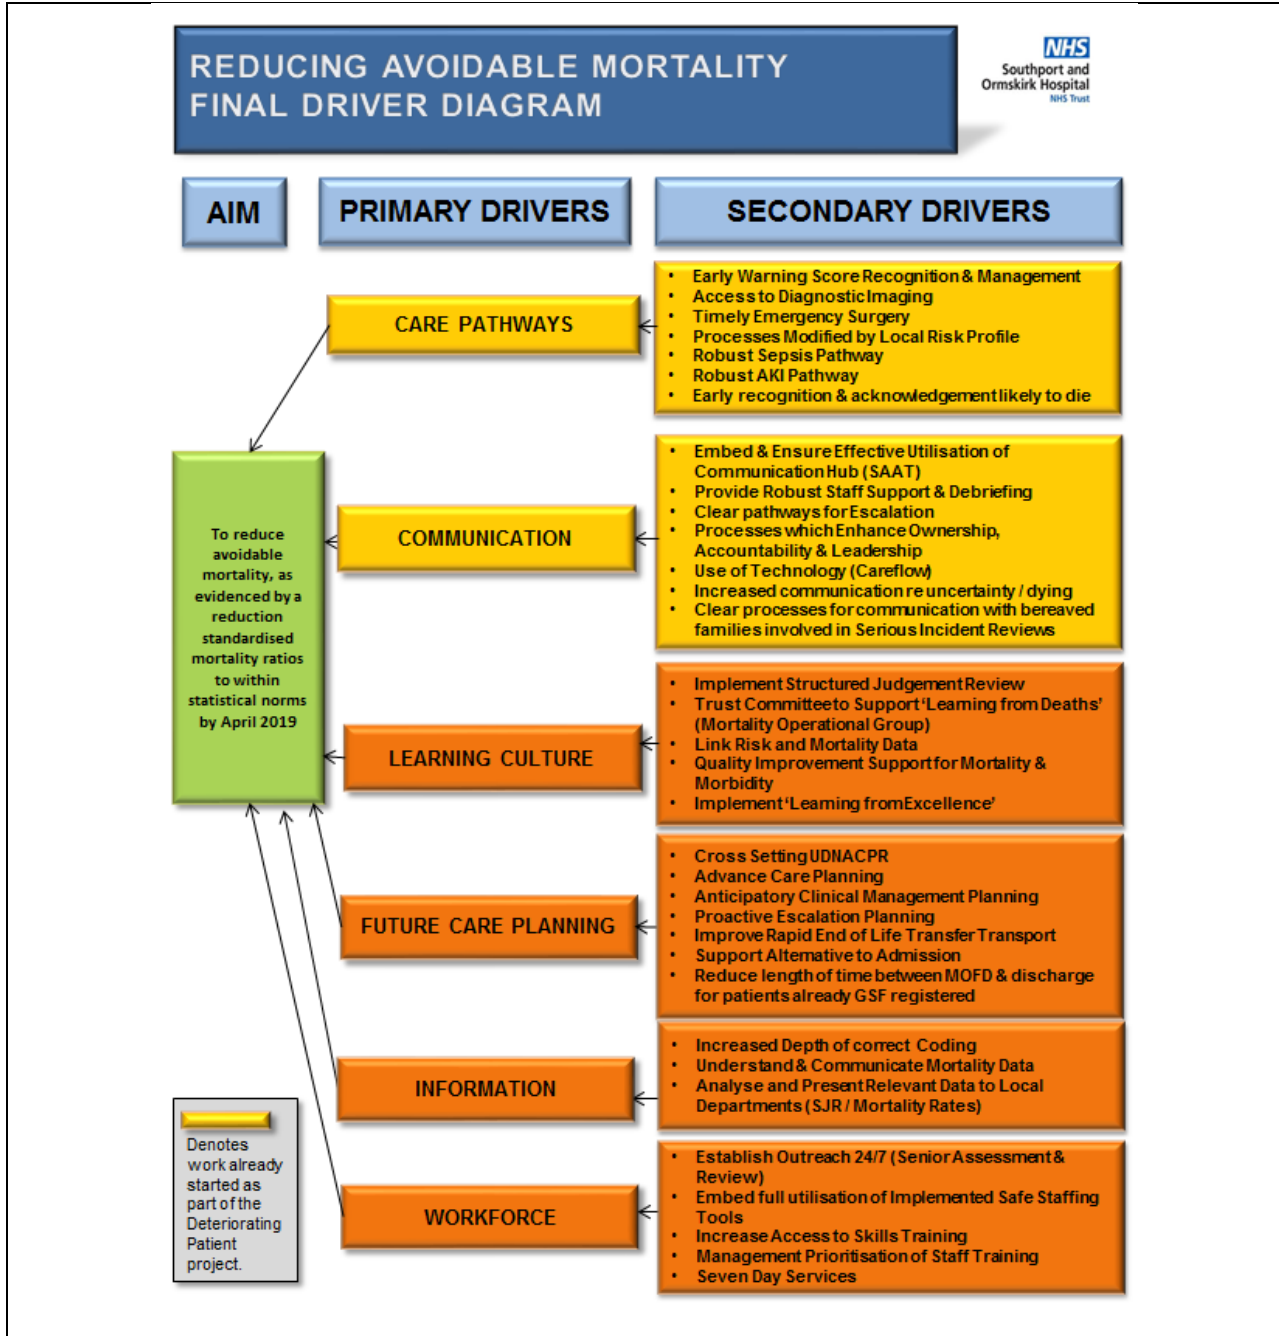 REDUCING AVOIDABLE MORTALITY
FINAL DRIVER DIAGRAM
NHS
Southport and
Ormskirk Hospital
NHS Trust
AIM
PRIMARY DRIVERS
SECONDARY DRIVERS
CARE PATHWAYS
• Early Warning Score Recognition & Management
• Access to Diagnostic Imaging
• Timely Emergency Surgery
• Processes Modified by Local Risk Profile
• Robust Sepsis Pathway
• Robust AKI Pathway
• Early recognition & acknowledgement likely to die
To reduce
avoidable
mortality, as
evidenced by a
reduction
standardised
mortality ratios
to within
statistical norms
by April 2019
COMMUNICATION
• Embed & Ensure Effective Utilisation of
Communication Hub (SAAT)
• Provide Robust Staff Support & Debriefing
• Clear pathways for Escalation
• Processes which Enhance Ownership,
Accountability & Leadership
• Use of Technology (Careflow)
• Increased communication re uncertainty / dying
• Clear processes for communication with bereaved
families involved in Serious Incident Reviews
LEARNING CULTURE
• Implement Structured Judgement Review
• Trust Committee to Support ‘Learning from Deaths’
(Mortality Operational Group)
• Link Risk and Mortality Data
• Quality Improvement Support for Mortality &
Morbidity
• Implement ‘Learning from Excellence’
FUTURE CARE PLANNING
• Cross Setting UDNACPR
• Advance Care Planning
• Anticipatory Clinical Management Planning
• Proactive Escalation Planning
• Improve Rapid End of Life Transfer Transport
• Support Alternative to Admission
• Reduce length of time between MOFD & discharge
for patients already GSF registered
INFORMATION
• Increased Depth of correct Coding
• Understand & Communicate Mortality Data
• Analyse and Present Relevant Data to Local
Departments (SJR / Mortality Rates)
WORKFORCE
• Establish Outreach 24/7 (Senior Assessment &
Review)
• Embed full utilisation of Implemented Safe Staffing
Tools
• Increase Access to Skills Training
• Management Prioritisation of Staff Training
• Seven Day Services
Denotes
work already
started as
part of the
Deteriorating
Patient
project.